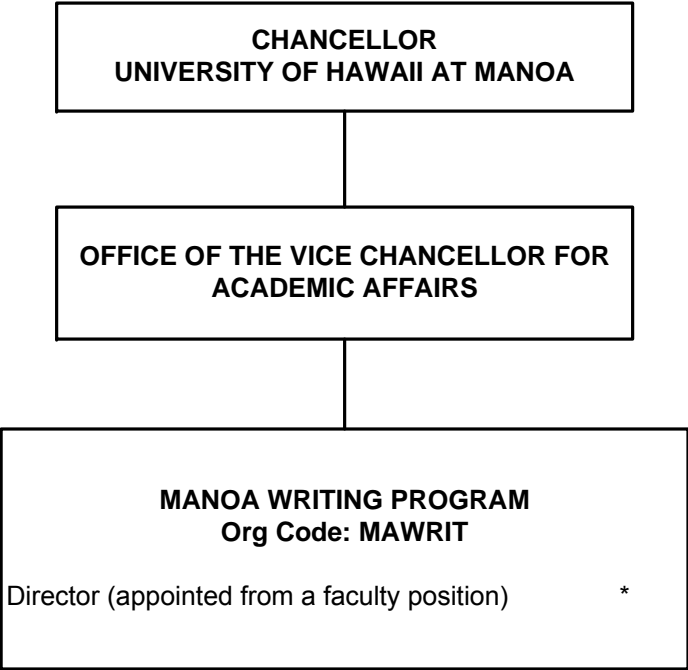 CHANCELLOR
UNIVERSITY OF HAWAII AT MANOA
OFFICE OF THE VICE CHANCELLOR FOR
ACADEMIC AFFAIRS
MANOA WRITING PROGRAM
Org Code: MAWRIT
Director (appointed from a faculty position) *